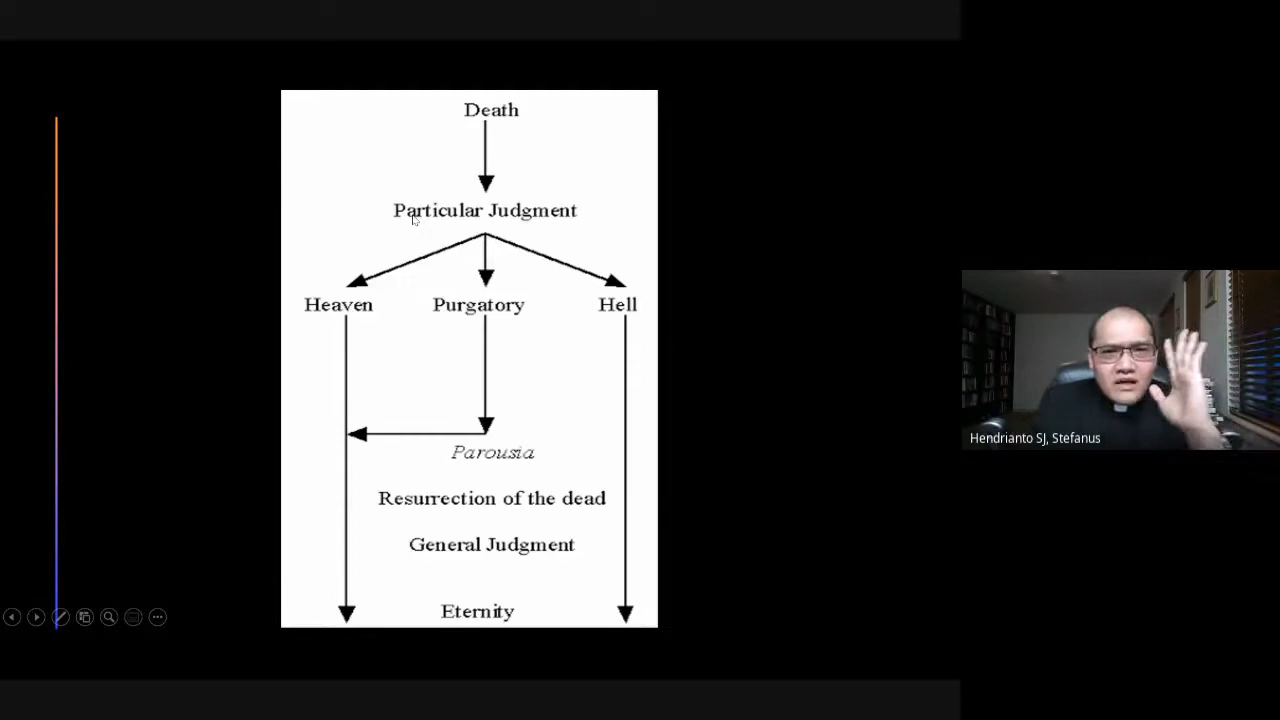 Death
Particular Judgment
Heaven Purgatory Hell
Parousia
Resurrection of the dead
General Judgment
Eternity
Hendrianto SJ, Stefanus